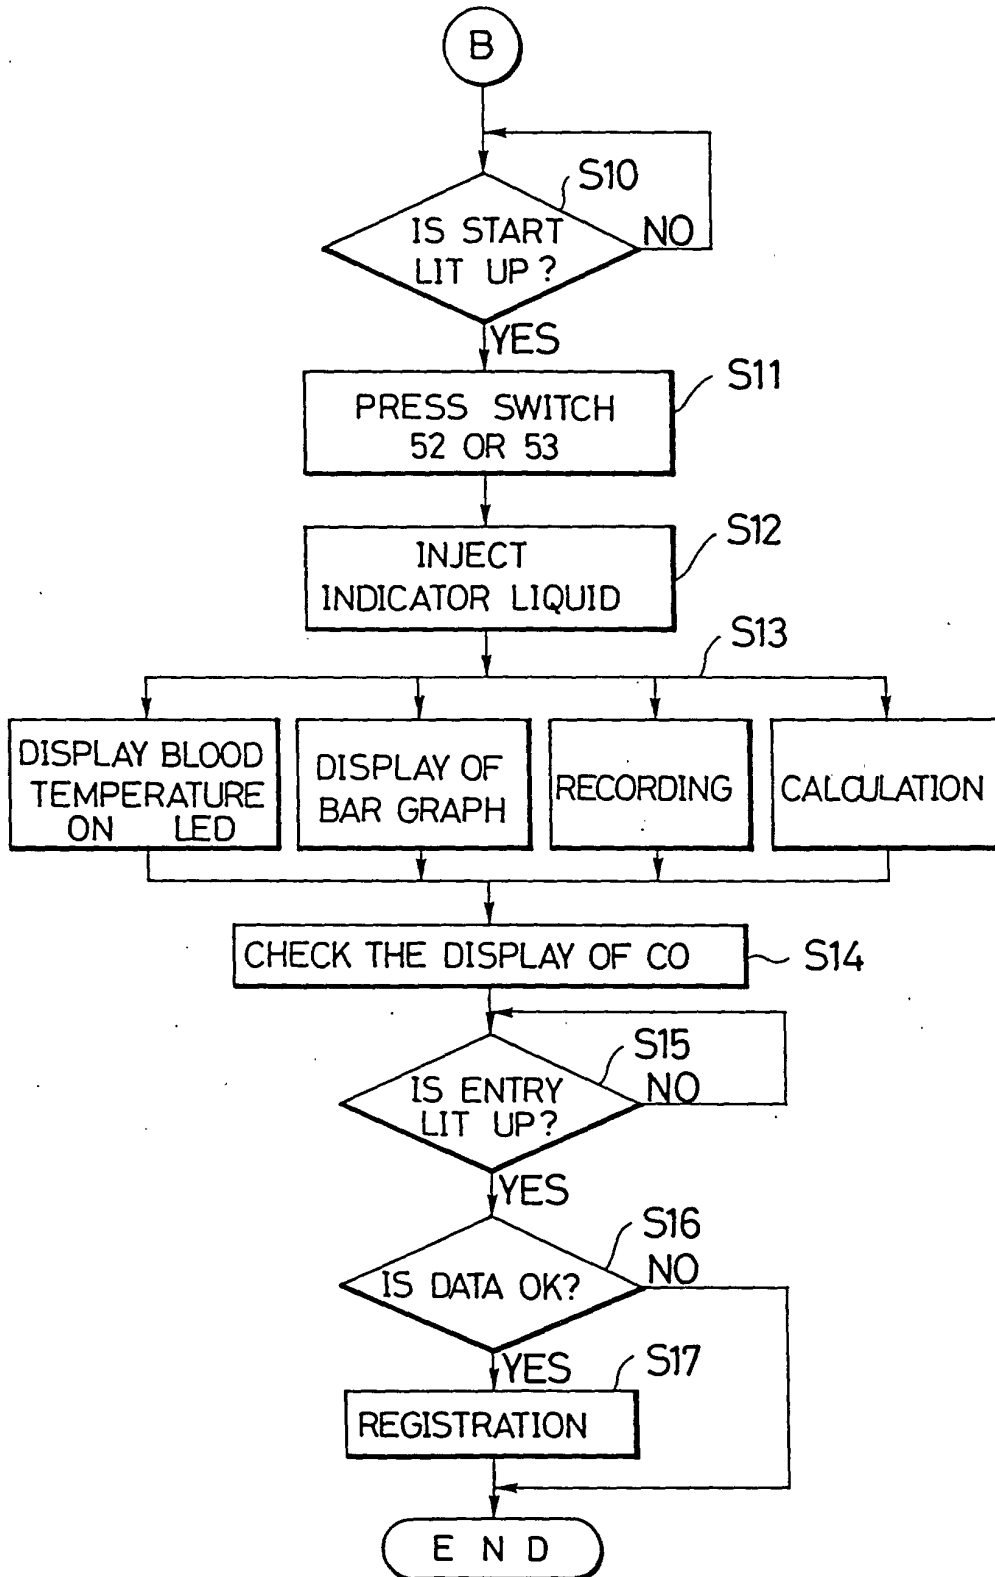 B
S10
IS START
LIT UP?
NO
YES
S11
PRESS SWITCH
52 OR 53
S12
INJECT
INDICATOR LIQUID
S13
DISPLAY BLOOD
TEMPERATURE
ON LED
DISPLAY OF
BAR GRAPH
RECORDING
CALCULATION
CHECK THE DISPLAY OF CO
S14
S15
IS ENTRY
LIT UP?
NO
YES
S16
IS DATA OK?
NO
YES
S17
REGISTRATION
END